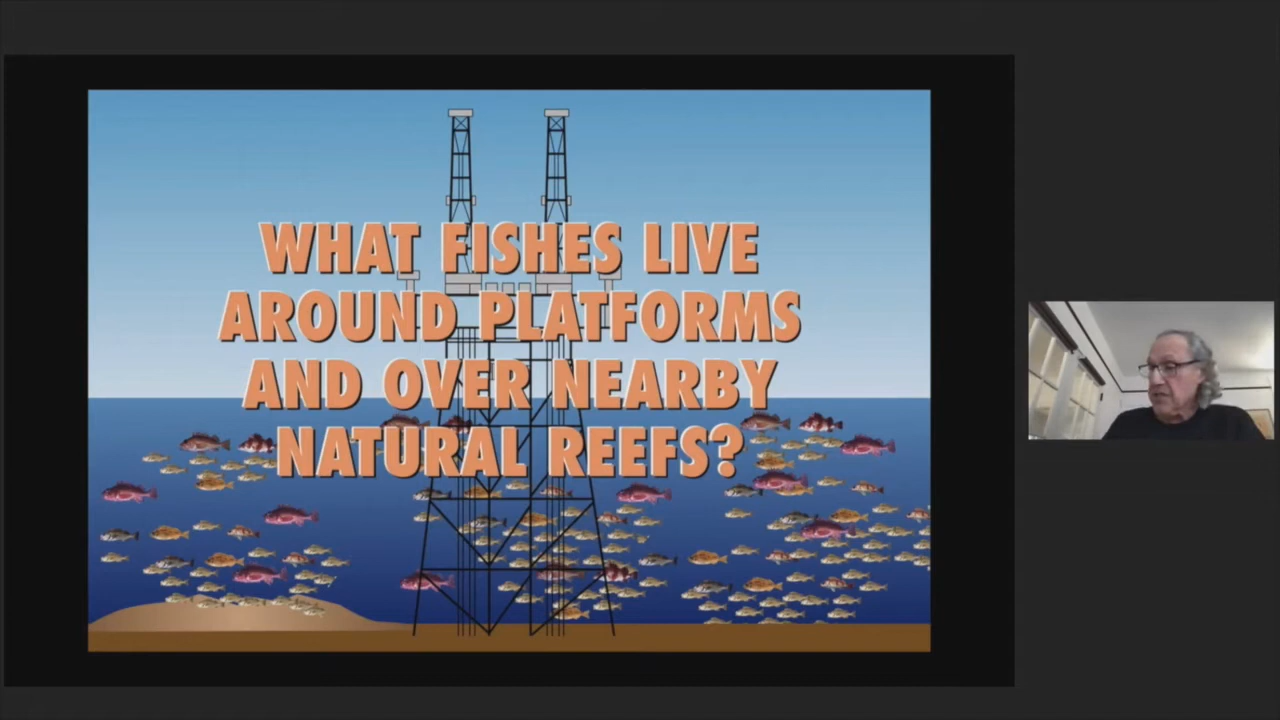 WHAT FISHES LIVE
AROUND PLATFORMS
AND OVER NEARBY
NATURAL REEFS?